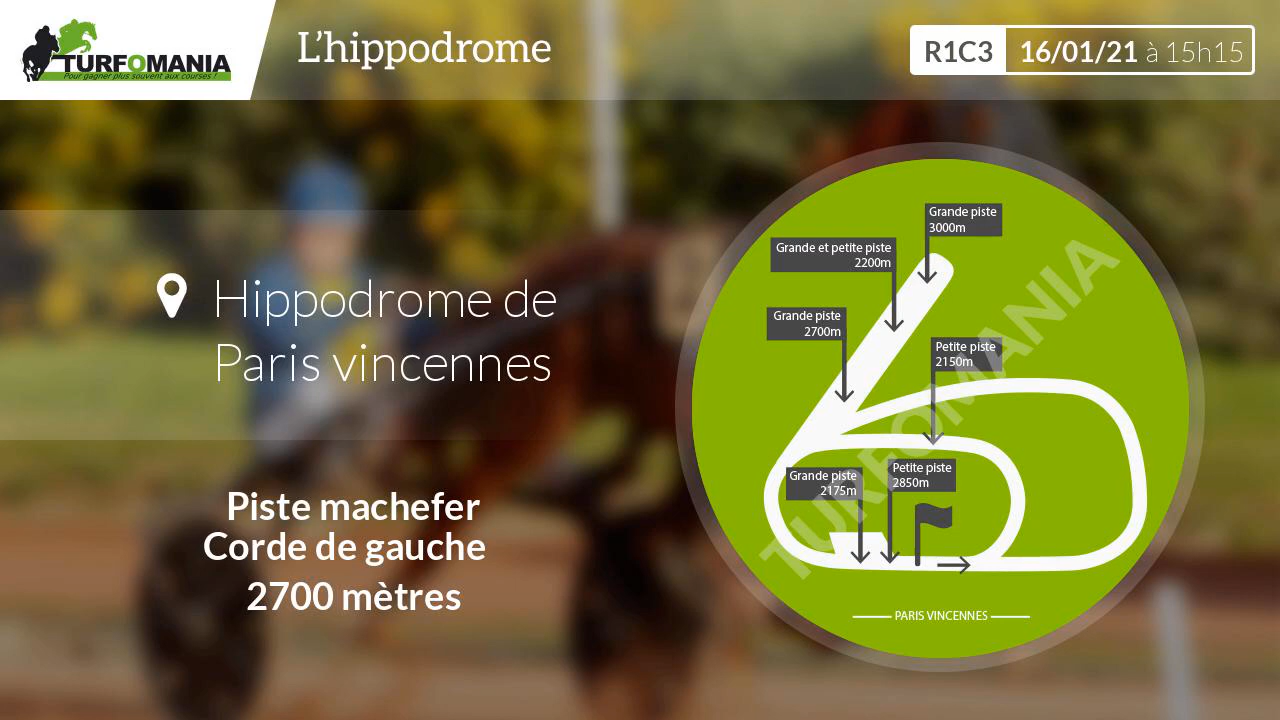 TURFOMANIA
Pour gagner plus souvent aux courses !
L'hippodrome
R1C3 16/01/21 à 15h15
Hippodrome de
Paris vincennes
Piste machefer
Corde de gauche
2700 mètres
Grande piste
3000m
Grande et petite piste
2200m
Grande piste
2700m
Petite piste
2150m
Grande piste
2175m
Petite piste
2850m
TURFOMANIA
PARIS VINCENNES